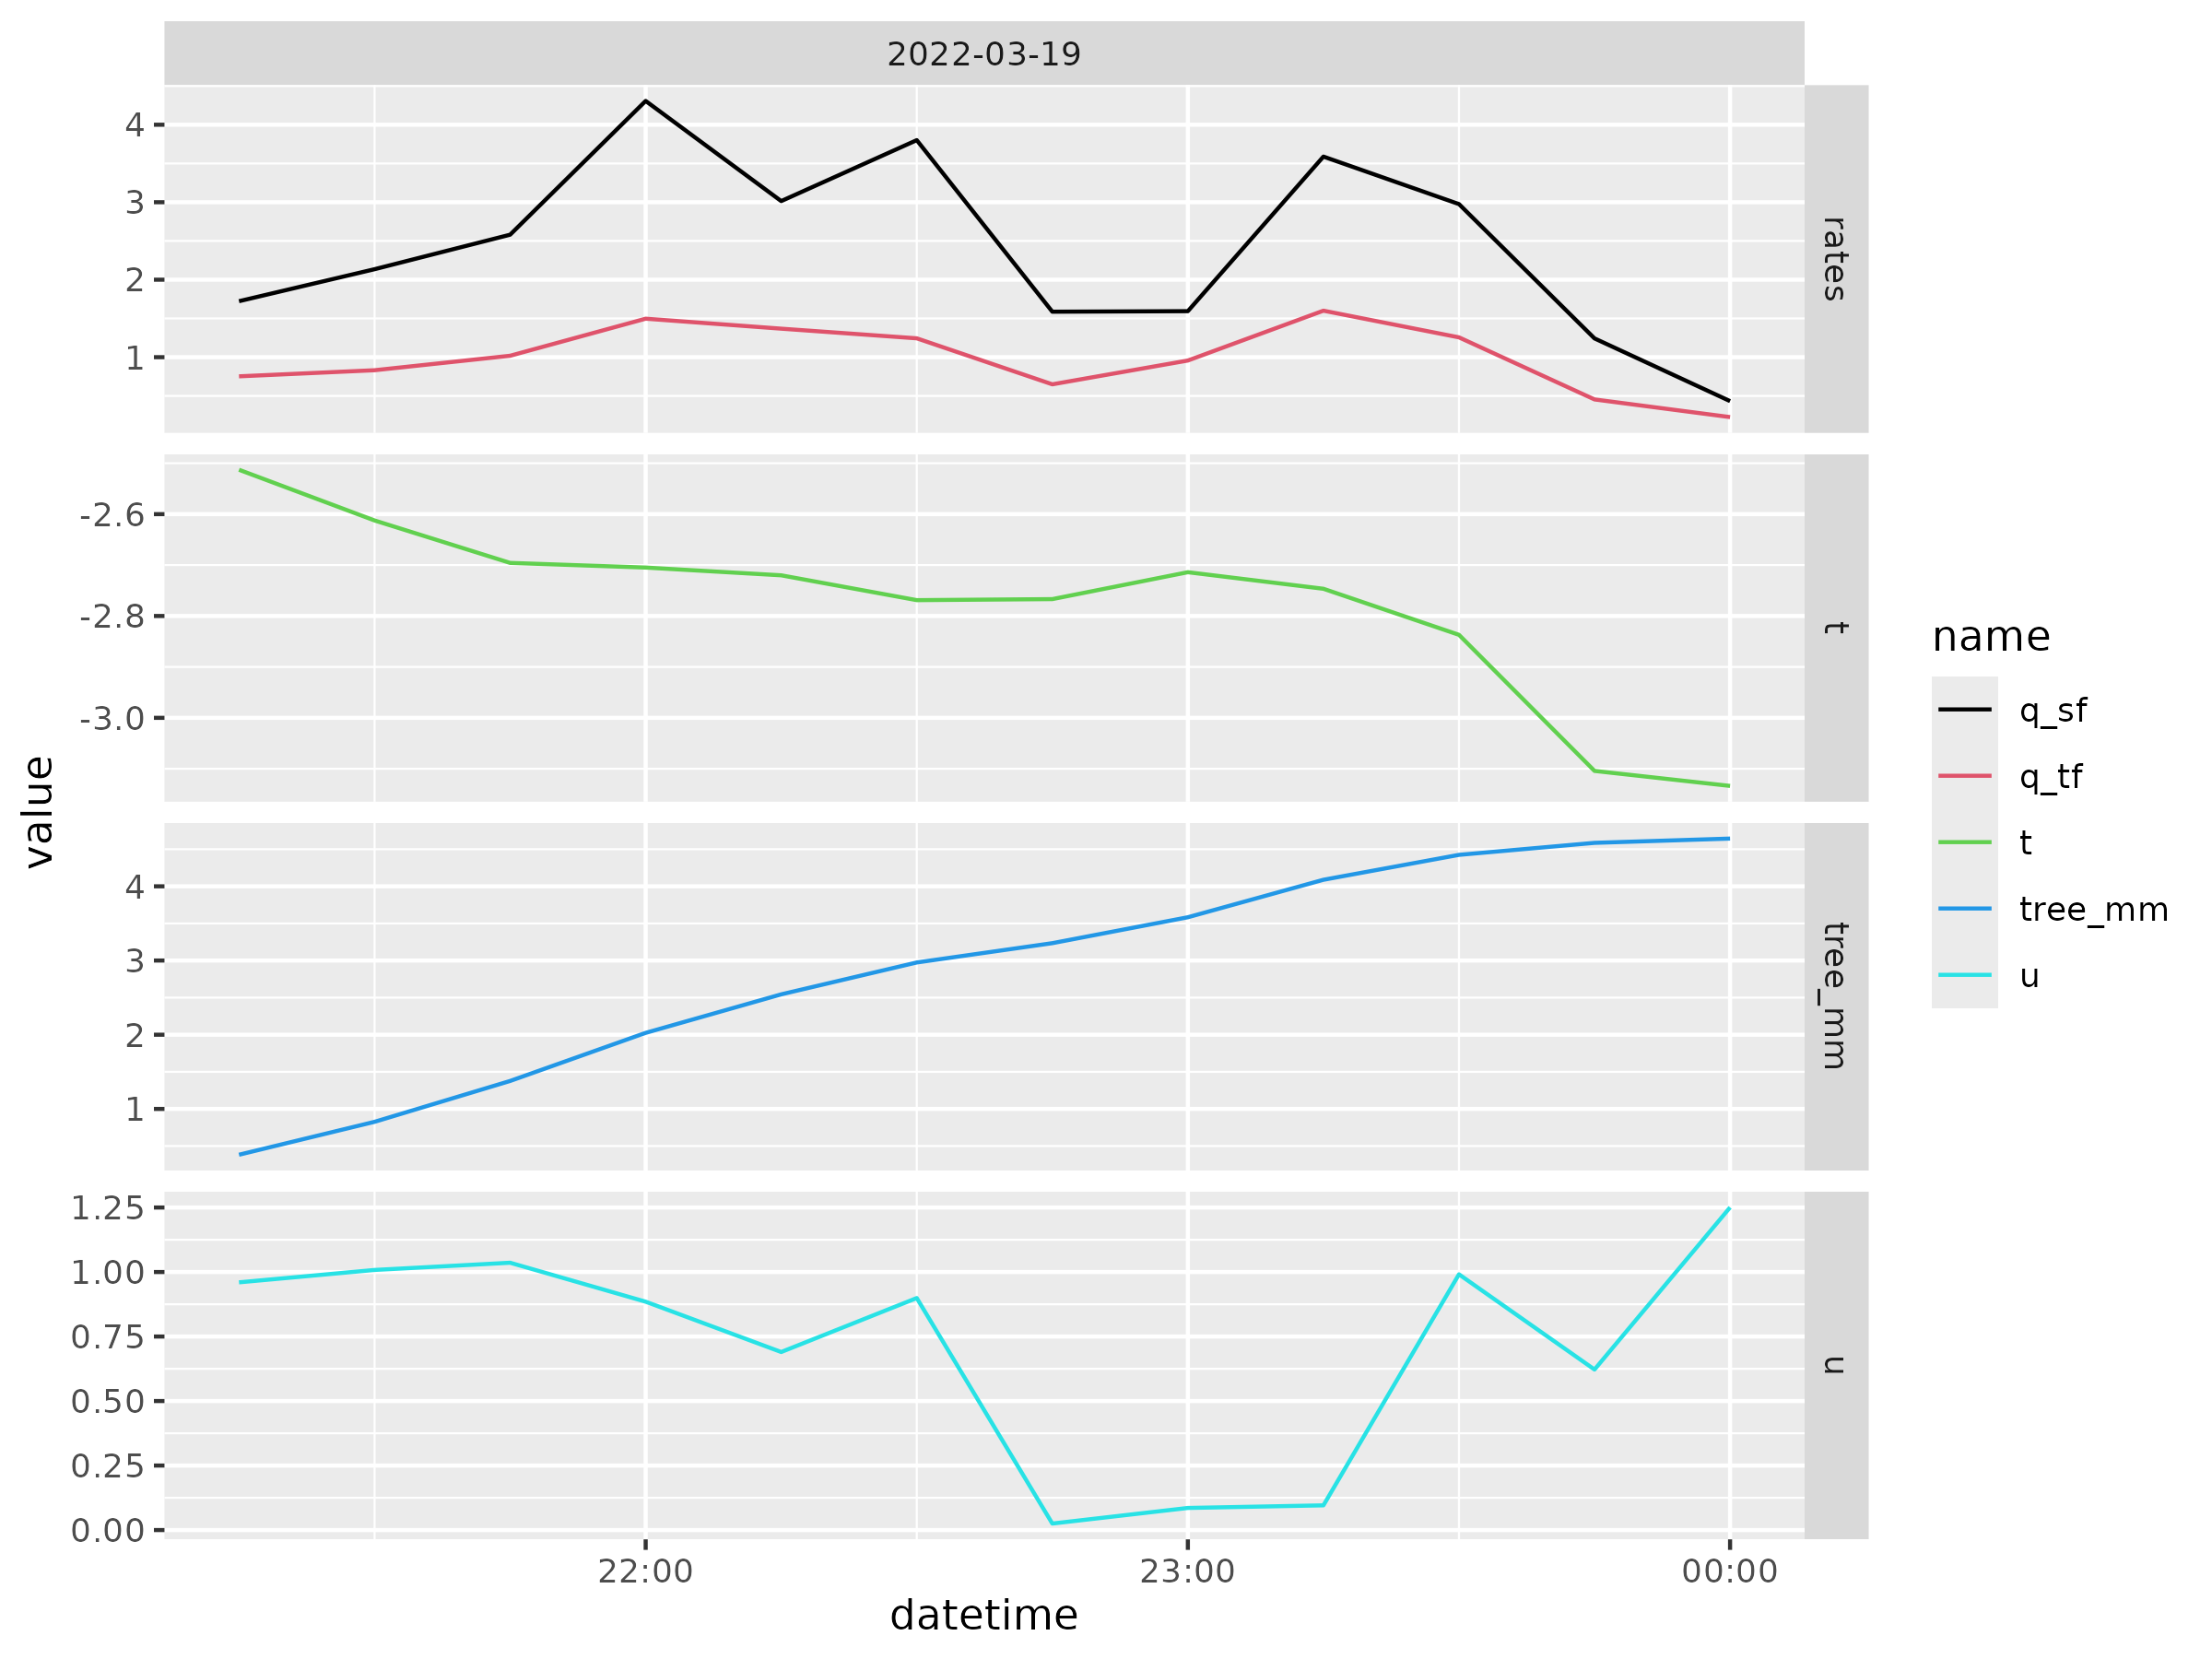 2022-03-19
4
3
2
1
rates
-2.6
-2.8
-3.0
t
4
3
2
1
tree_mm
1.25
1.00
0.75
0.50
0.25
0.00
u
22:00
23:00
00:00
datetime
value
name
q_sf
q_tf
t
tree_mm
u